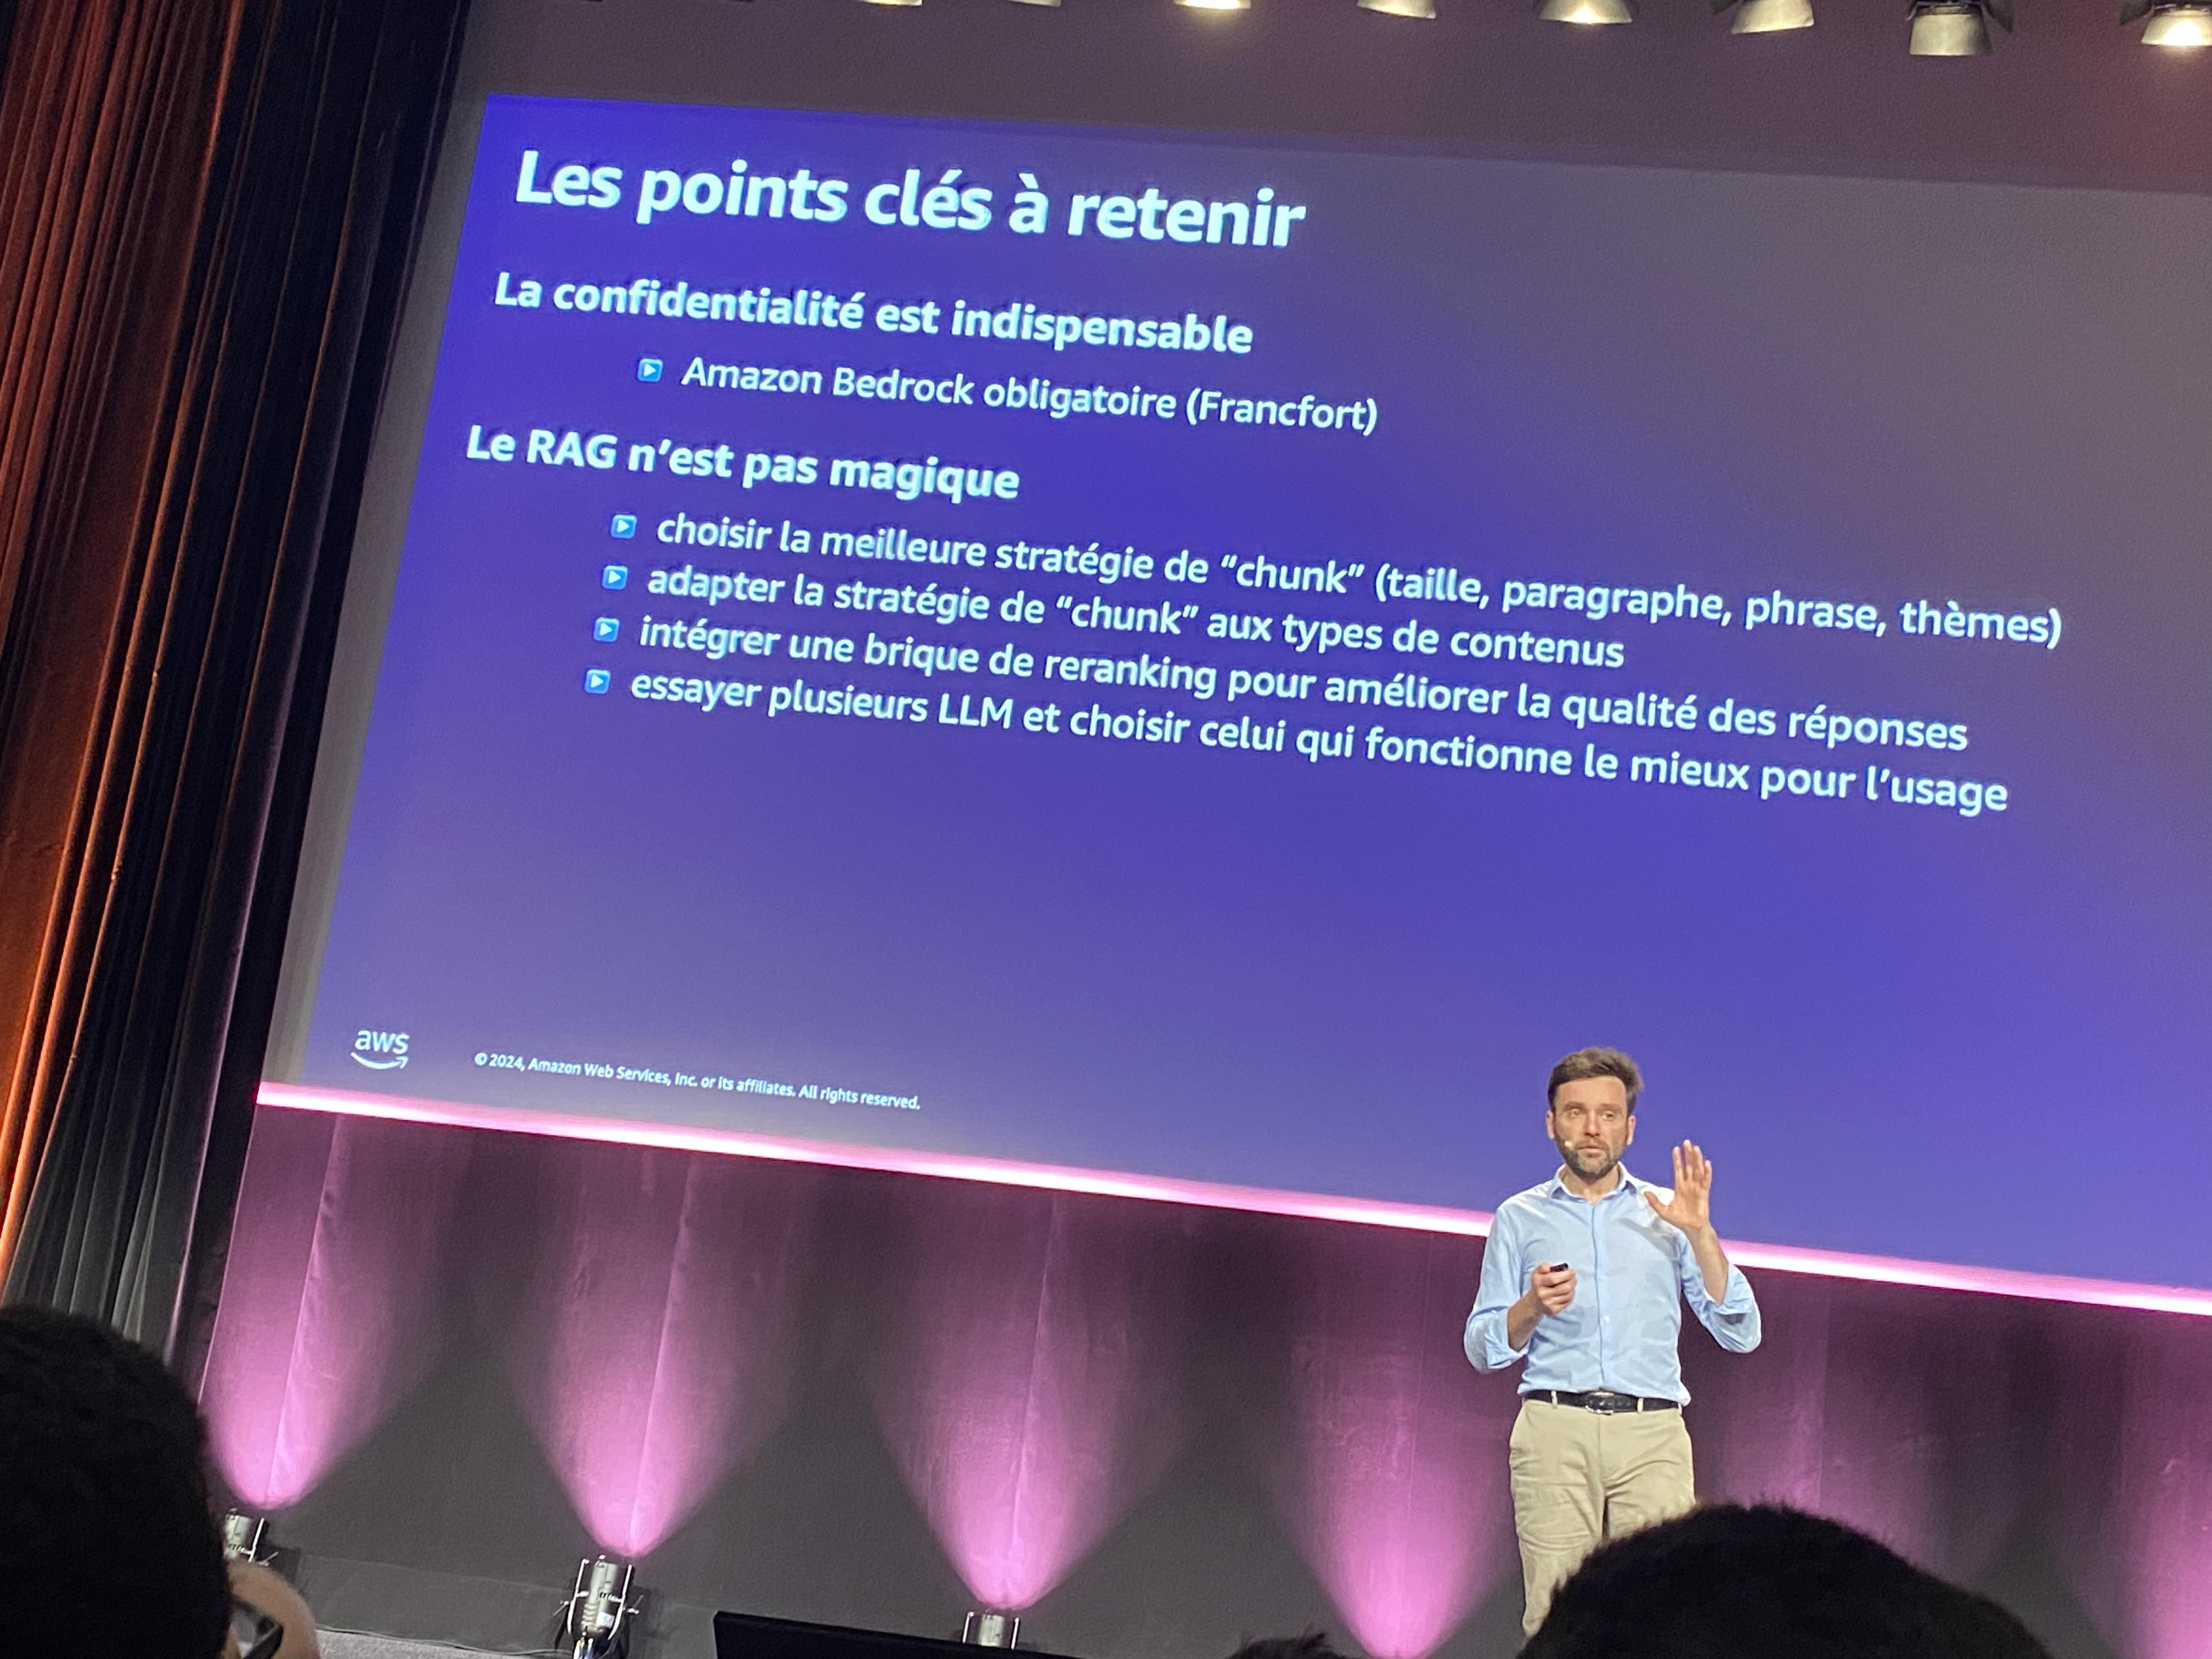 Les points clés à retenir
La confidentialité est indispensable
Amazon Bedrock obligatoire (Francfort)
Le RAG n’est pas magique
choisir la meilleure stratégie de “chunk” (taille, paragraphe, phrase, thèmes)
adapter la stratégie de “chunk” aux types de contenus
intégrer une brique de reranking pour améliorer la qualité des réponses
essayer plusieurs LLM et choisir celui qui fonctionne le mieux pour l’usage
aws
© 2024, Amazon Web Services, Inc. or its affiliates. All rights reserved.